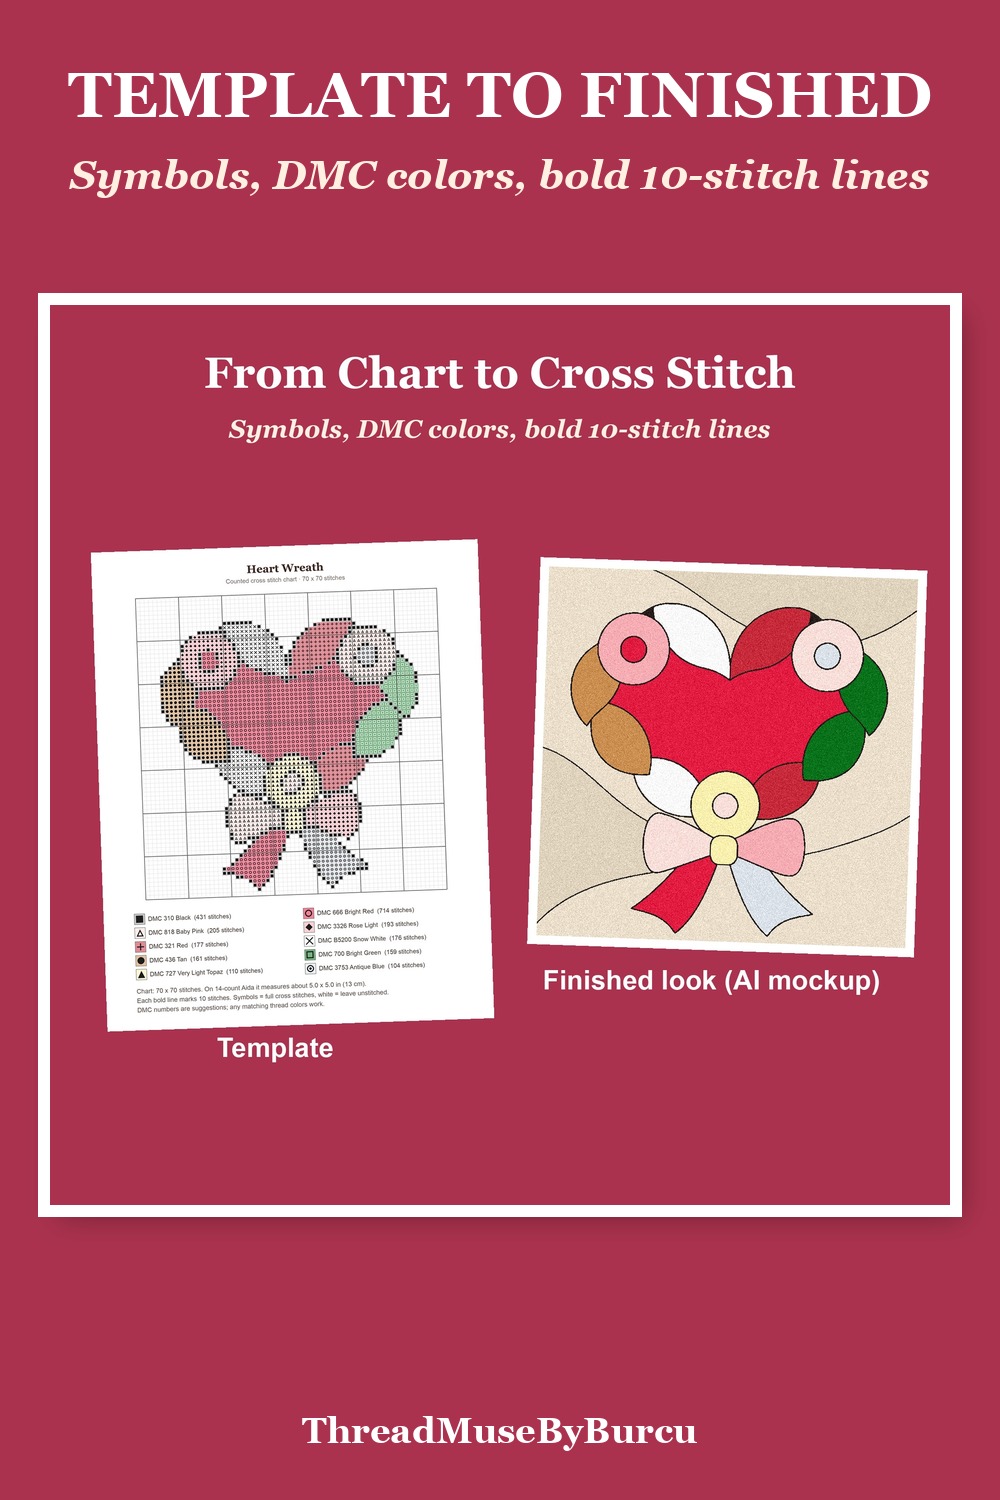 TEMPLATE TO FINISHED
Symbols, DMC colors, bold 10-stitch lines
From Chart to Cross Stitch
Symbols, DMC colors, bold 10-stitch lines
Heart Wreath
Counted cross stitch chart · 70 x 70 stitches
DMC 310 Black (431 stitches)
DMC 818 Baby Pink (205 stitches)
DMC 321 Red (177 stitches)
DMC 436 Tan (161 stitches)
DMC 727 Very Light Topaz (110 stitches)
DMC 666 Bright Red (714 stitches)
DMC 3326 Rose Light (193 stitches)
DMC B5200 Snow White (176 stitches)
DMC 700 Bright Green (159 stitches)
DMC 3753 Antique Blue (104 stitches)
Chart: 70 x 70 stitches. On 14-count Aida it measures about 5.0 x 5.0 in (13 cm).
Each bold line marks 10 stitches. Symbols = full cross stitches, white = leave unstitched.
DMC numbers are suggestions; any matching thread colors work.
Template
Finished look (AI mockup)
ThreadMuseByBurcu